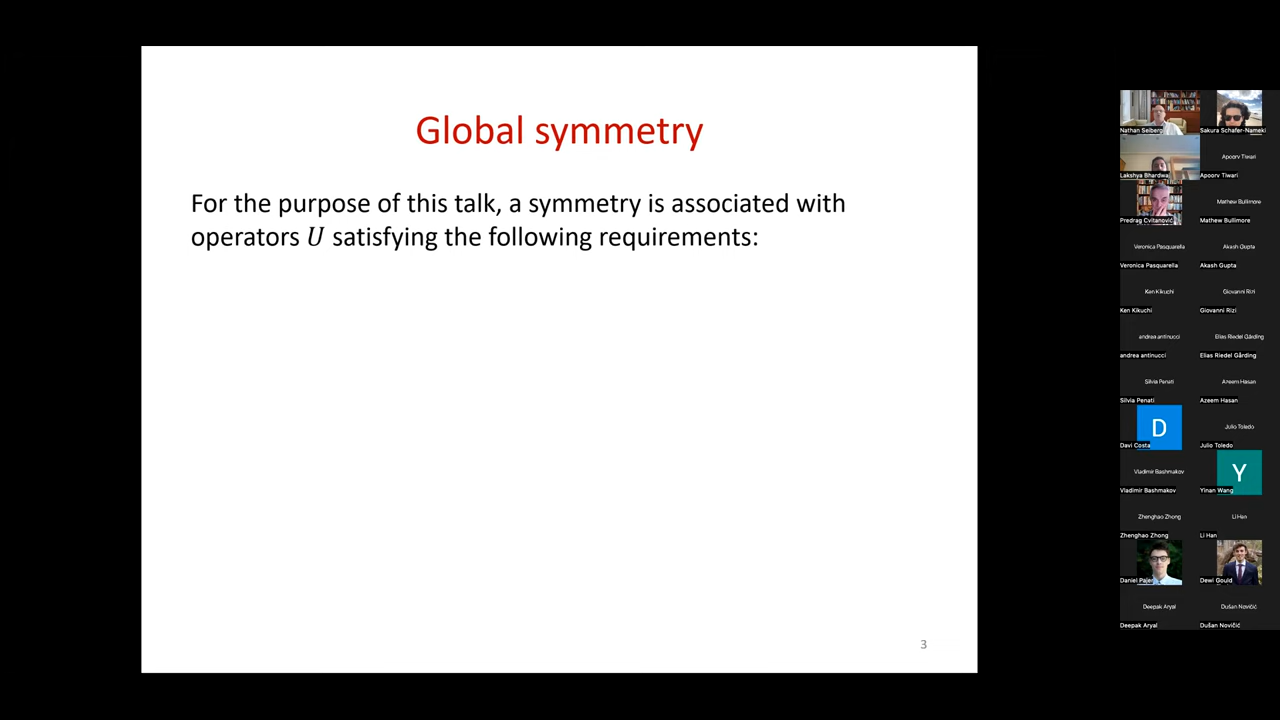 Global symmetry
For the purpose of this talk, a symmetry is associated with
operators U satisfying the following requirements:
3
Nathan Seiberg
Sakura Schafer-Nameki
Lakshya Bhardwaj
Apoorv Tiwari
Apoorv Tiwari
Predrag Cvitanović
Mathew Bullimore
Mathew Bullimore
Veronica Pasquarella
Akash Gupta
Veronica Pasquarella
Akash Gupta
Ken Kikuchi
Giovanni Rizi
Ken Kikuchi
Giovanni Rizi
andrea antinucci
Elias Riedel Gårding
andrea antinucci
Elias Riedel Gårding
Silvia Penati
Azeem Hasan
Silvia Penati
Azeem Hasan
D
Julio Toledo
Davi Costa
Julio Toledo
Vladimir Bashmakov
Y
Vladimir Bashmakov
Yinan Wang
Zhenghao Zhong
Li Han
Zhenghao Zhong
Li Han
Daniel Pajer
Dewi Gould
Deepak Aryal
Dušan Novičić
Deepak Aryal
Dušan Novičić